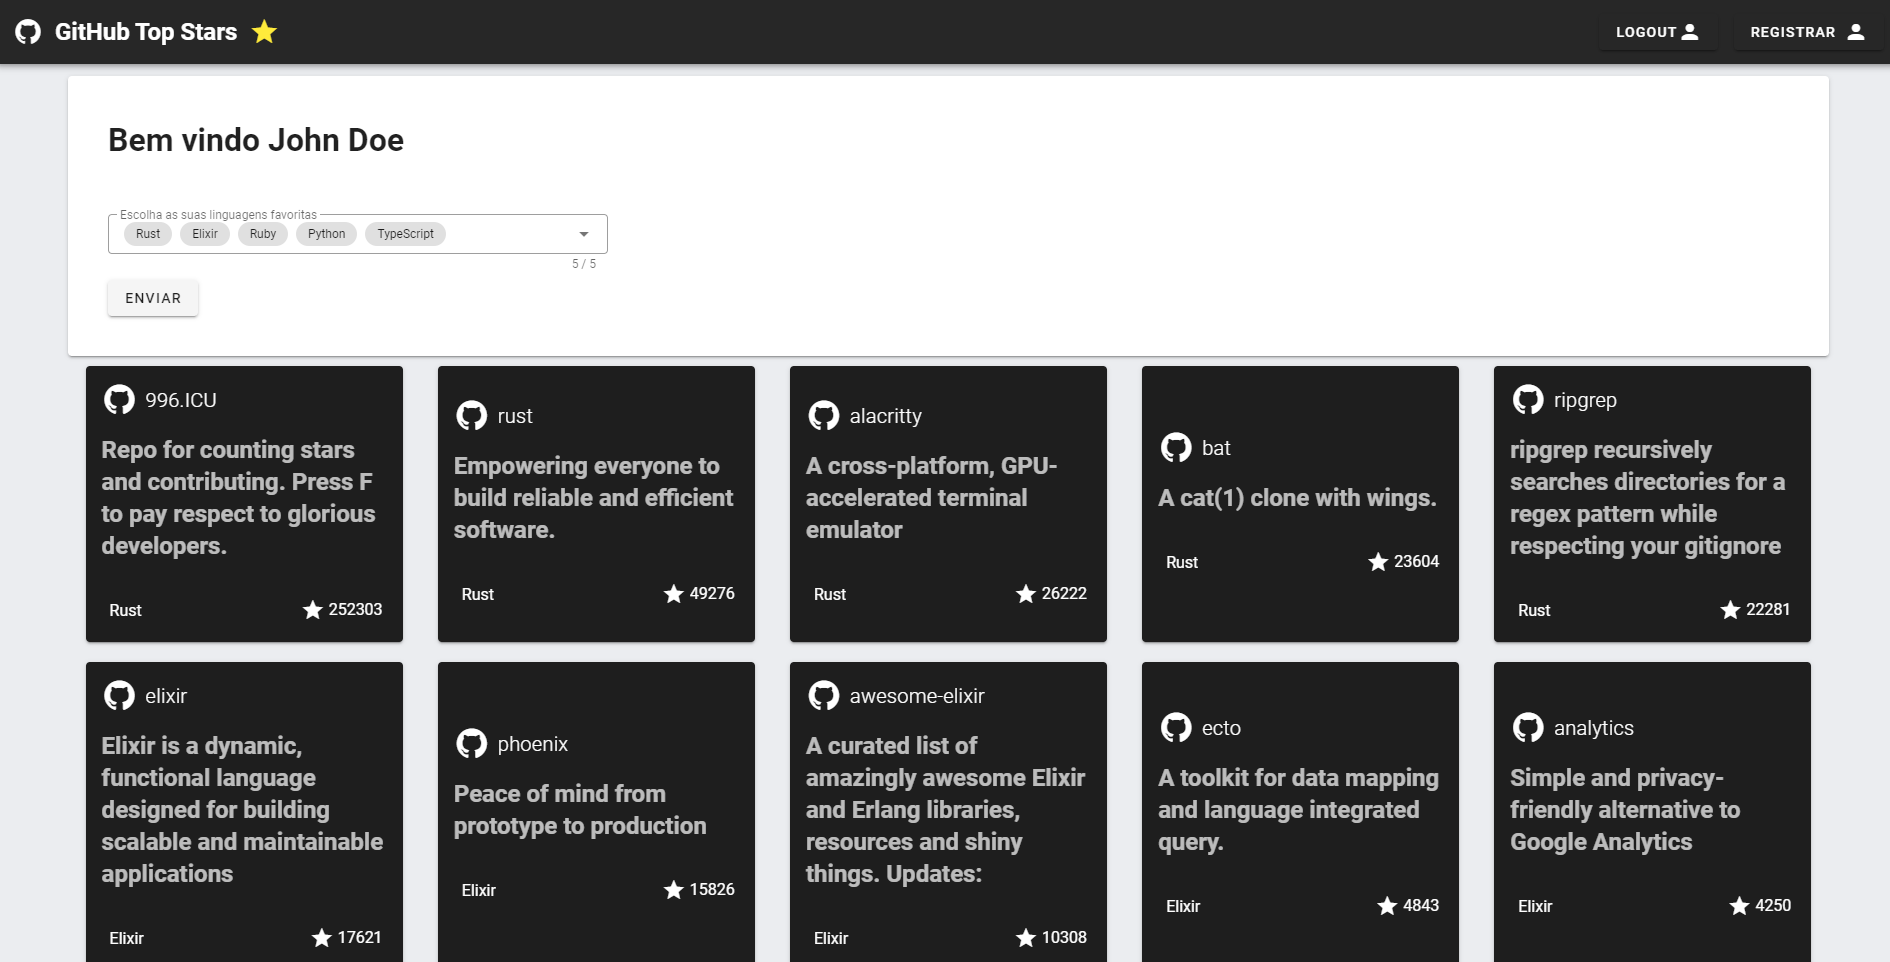 GitHub Top Stars
LOGOUT
REGISTRAR
Bem vindo John Doe
Escolha as suas linguagens favoritas
Rust Elixir Ruby Python TypeScript
5 / 5
ENVIAR
996.ICU
Repo for counting stars
and contributing. Press F
to pay respect to glorious
developers.
Rust 252303
rust
Empowering everyone to
build reliable and efficient
software.
Rust 49276
alacritty
A cross-platform, GPU-
accelerated terminal
emulator
Rust 26222
bat
A cat(1) clone with wings.
Rust 23604
ripgrep
ripgrep recursively
searches directories for a
regex pattern while
respecting your gitignore
Rust 22281
elixir
Elixir is a dynamic,
functional language
designed for building
scalable and maintainable
applications
Elixir 17621
phoenix
Peace of mind from
prototype to production
Elixir 15826
awesome-elixir
A curated list of
amazingly awesome Elixir
and Erlang libraries,
resources and shiny
things. Updates:
Elixir 10308
ecto
A toolkit for data mapping
and language integrated
query.
Elixir 4843
analytics
Simple and privacy-
friendly alternative to
Google Analytics
Elixir 4250